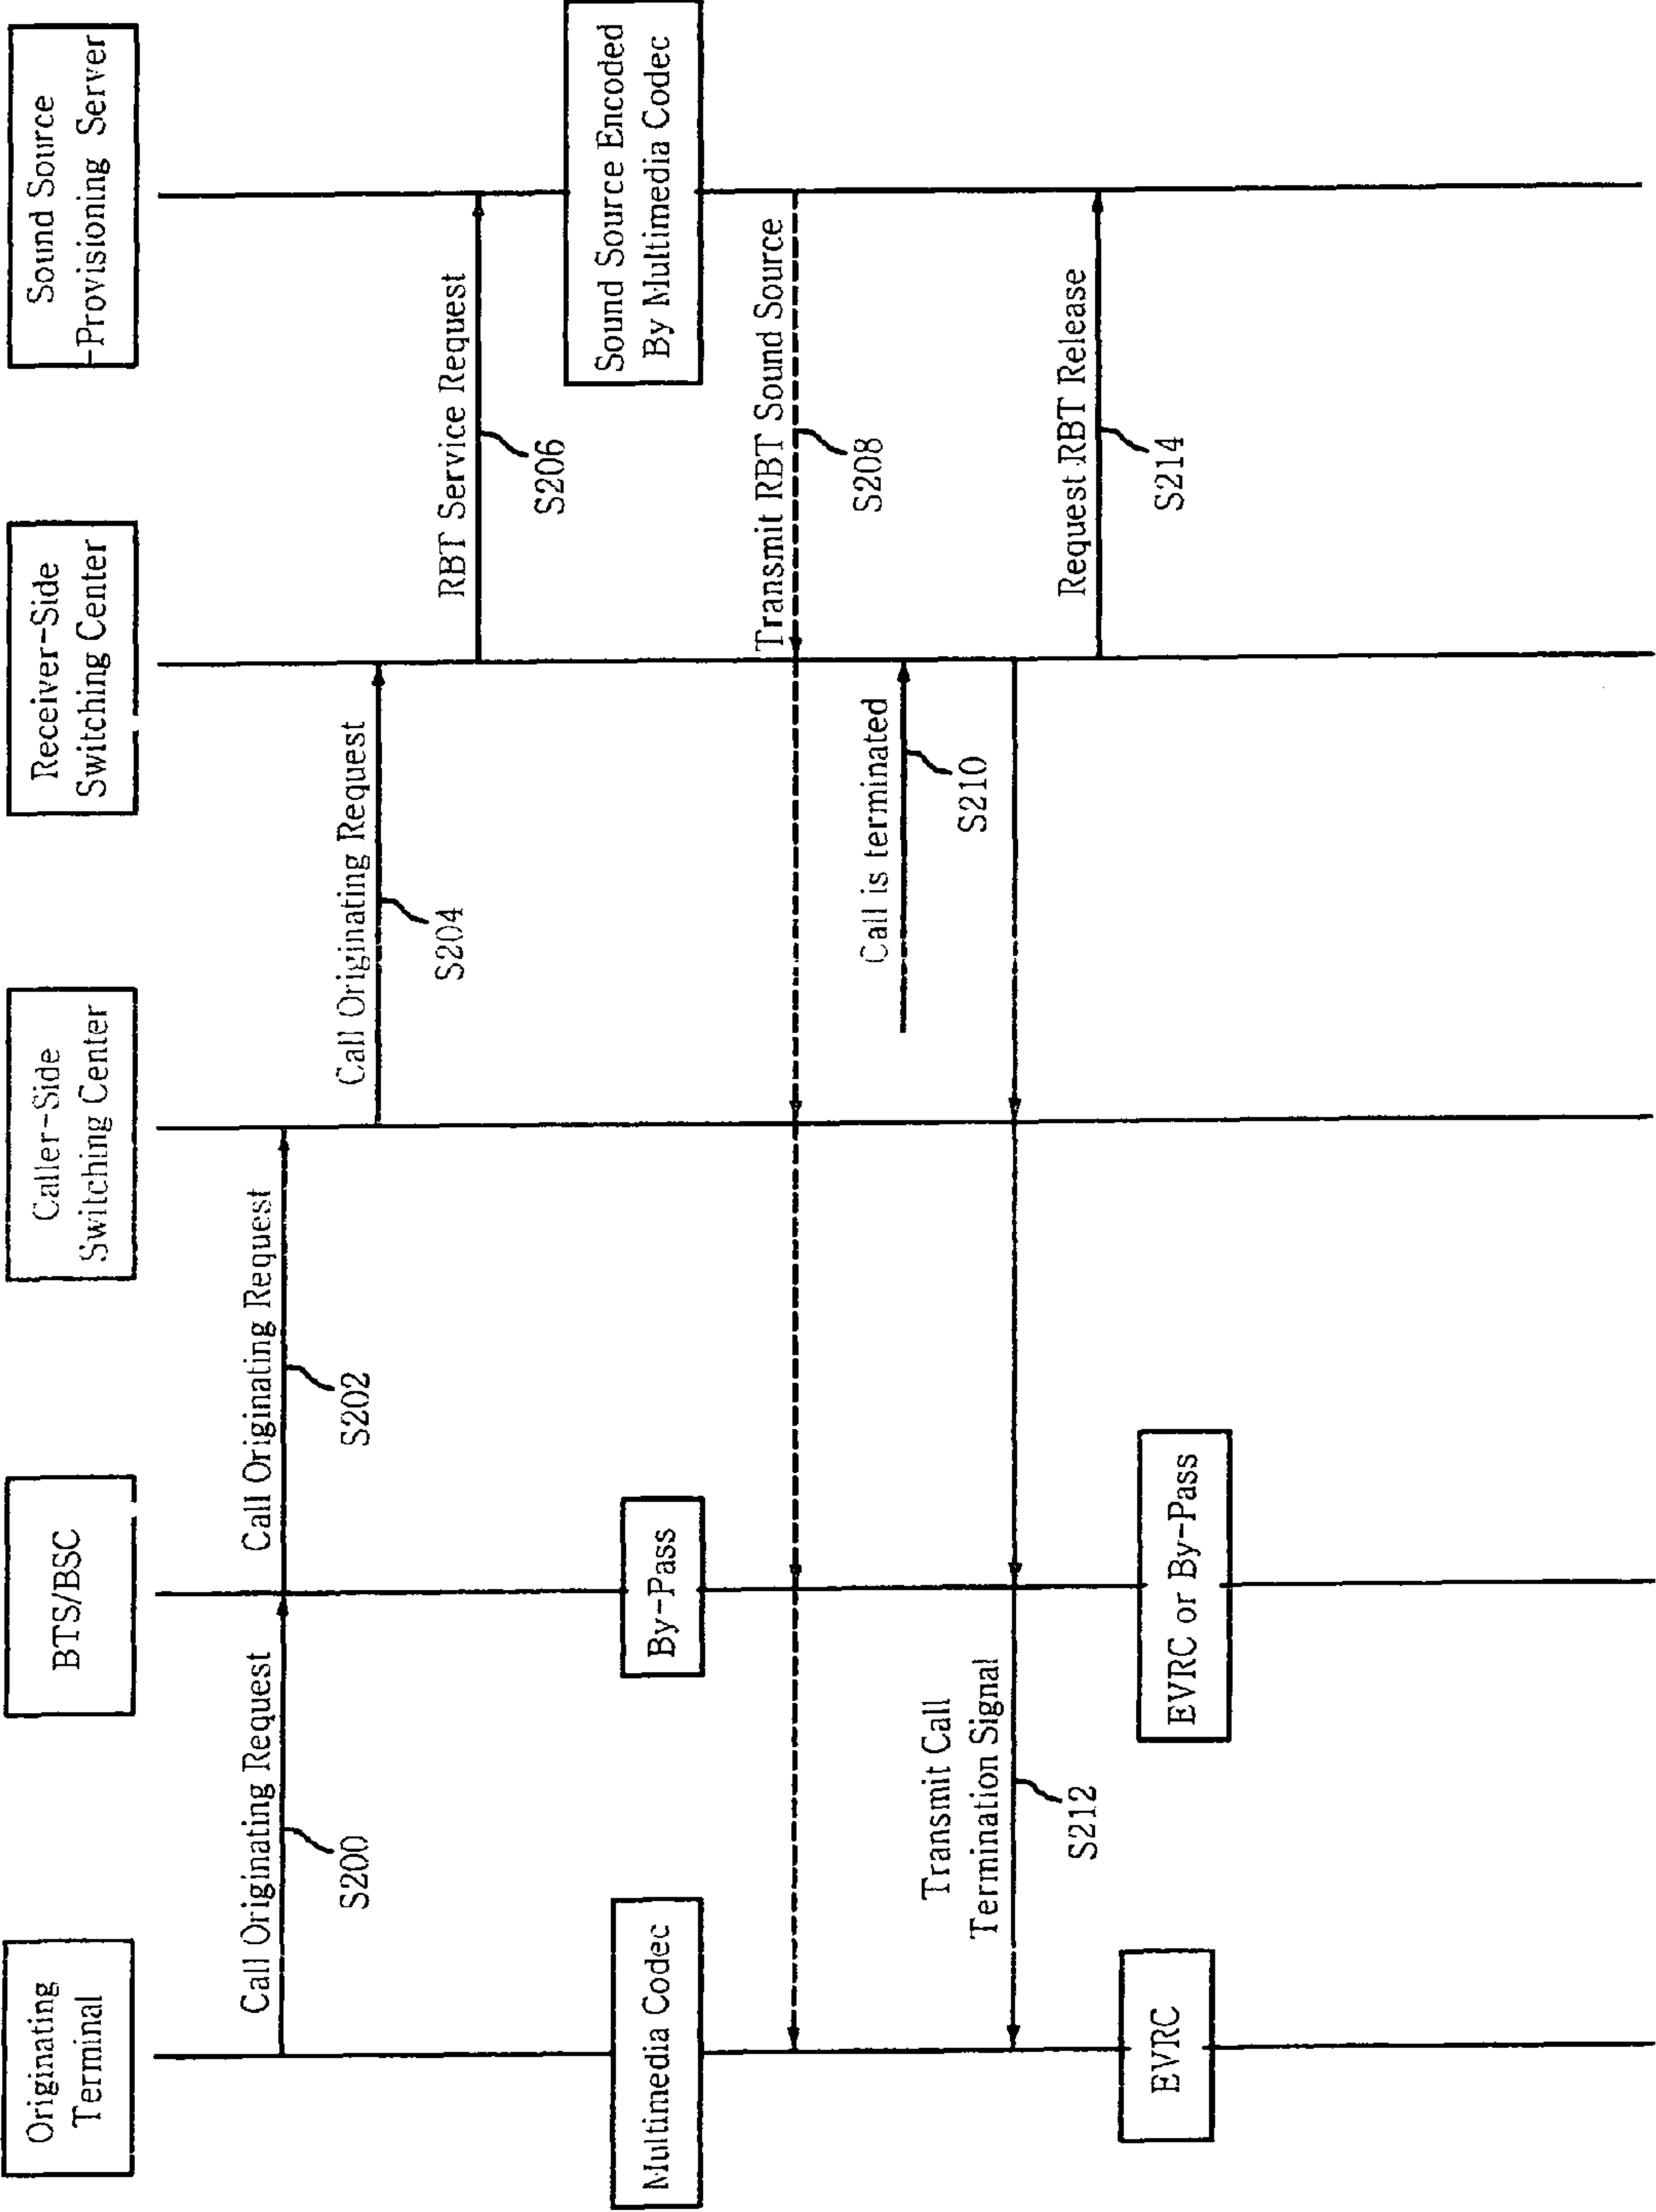 Originating
Terminal
BTS/BSC
Caller-Side
Switching Center
Receiver-Side
Switching Center
Sound Source
-Provisioning Server
Call Originating Request
S200
Call Originating Request
S202
Call Originating Request
S204
RBT Service Request
S206
Multimedia Codec
By-Pass
Sound Source Encoded
By Multimedia Codec
Transmit RBT Sound Source
S208
Call is terminated
S210
Transmit Call
Termination Signal
S212
Request RBT Release
S214
EVRC
EVRC or By-Pass